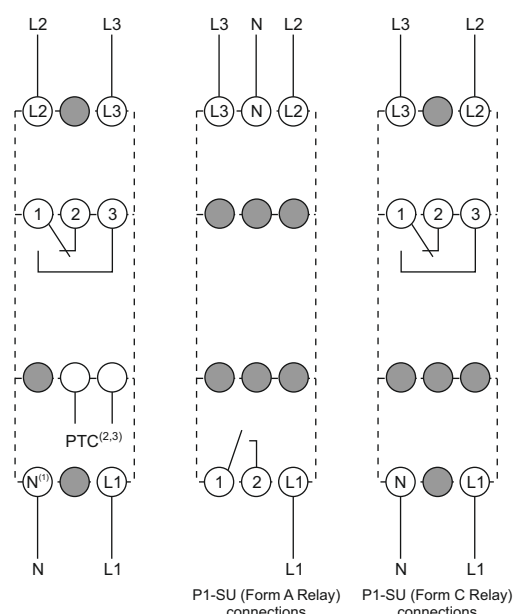 L2 L3 L3 N L2 L3 L2
L2 L3 L3 N L2 L3 L2
1 2 3 1 2 3
PTC(2,3)
N(1) L1 1 2 L1 N L1
N L1 L1 N L1
P1-SU (Form A Relay) P1-SU (Form C Relay)
connections connections